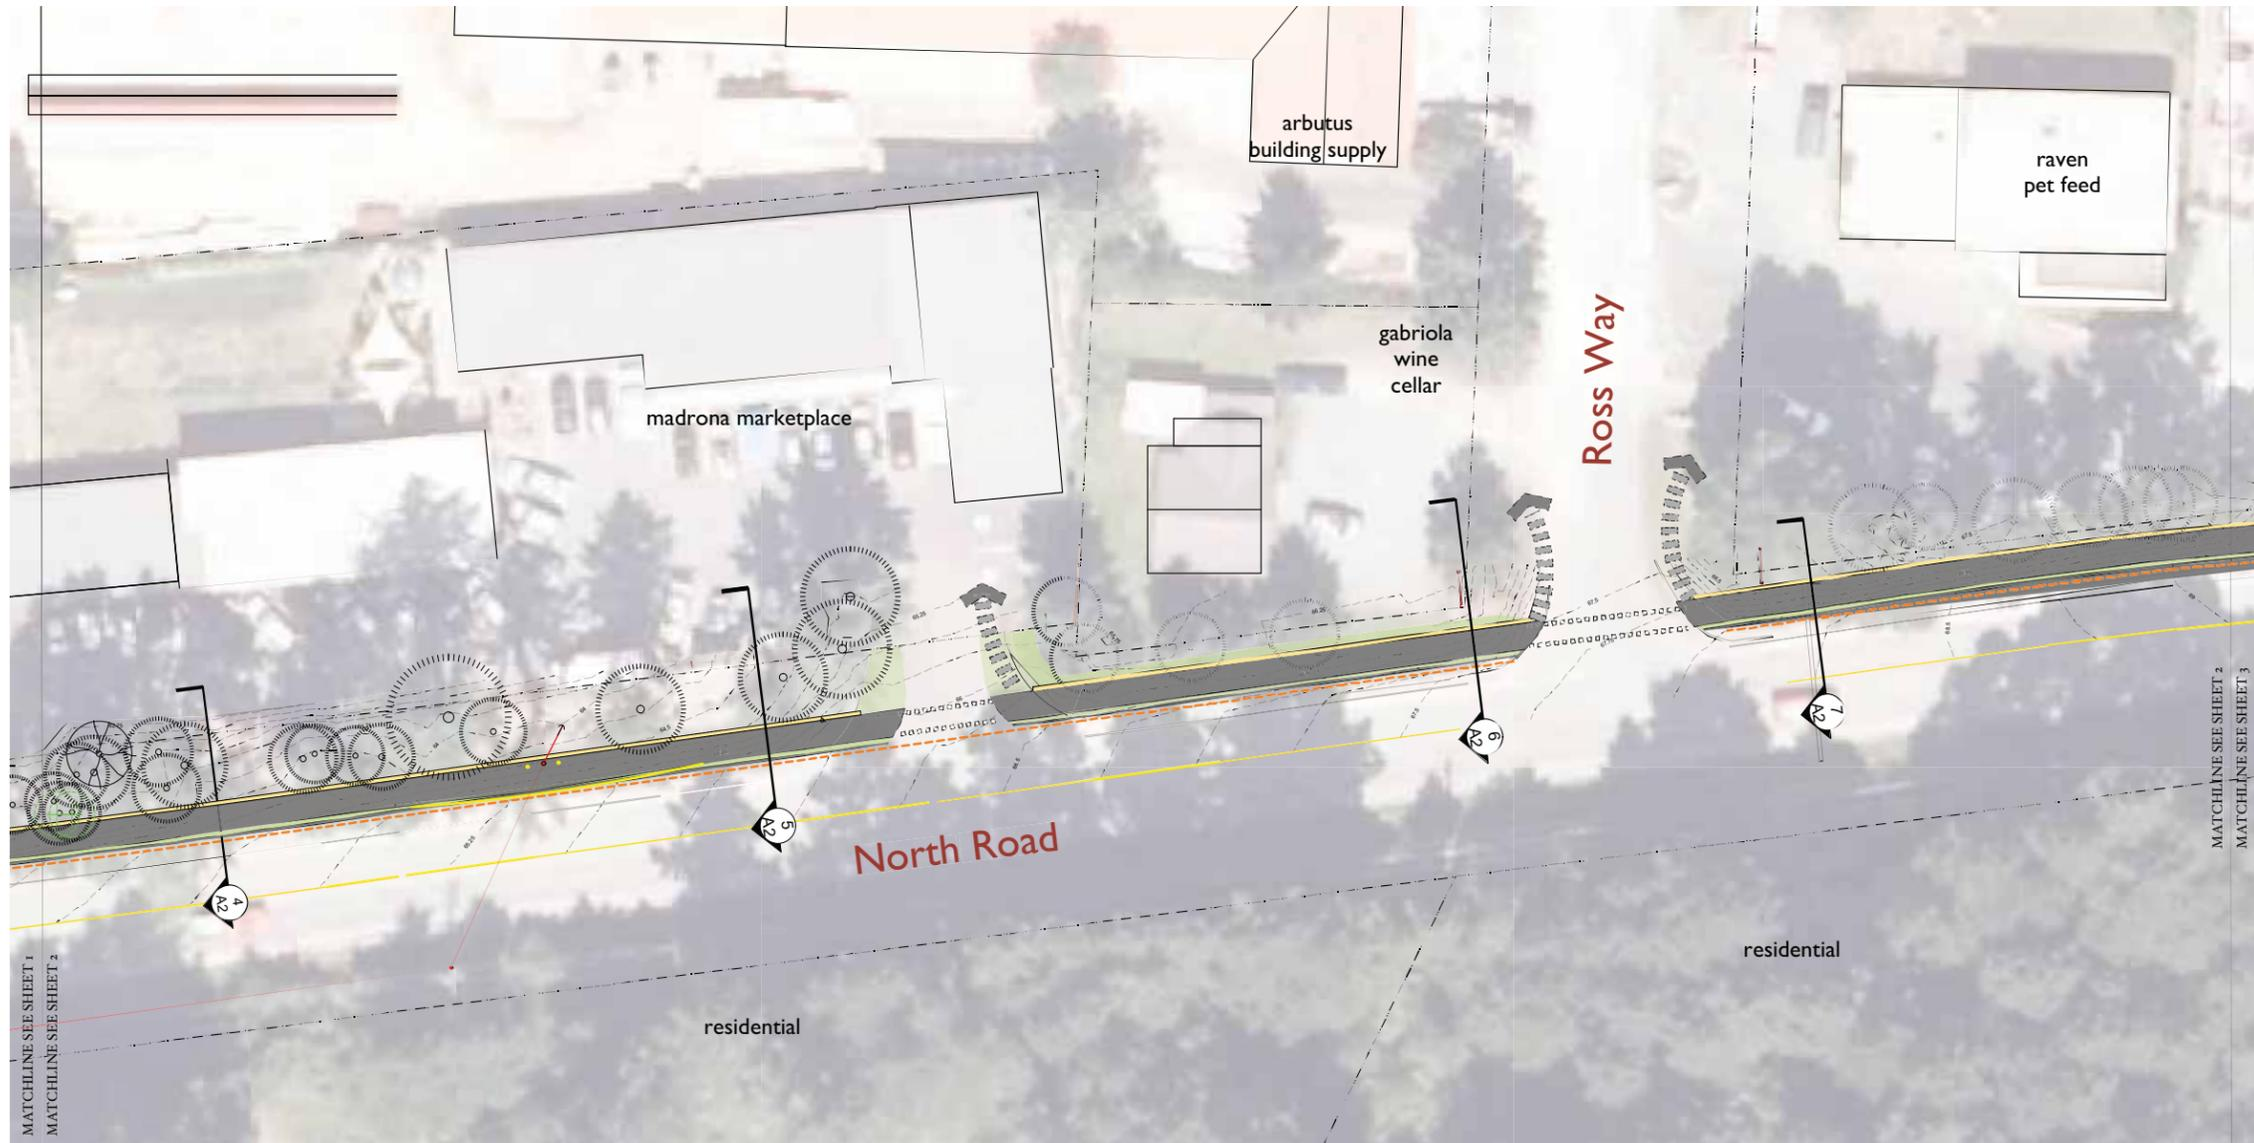 arbutus
building supply
raven
pet feed
gabriola
wine
cellar
Ross Way
madrona marketplace
North Road
4
A2
5
A2
6
A2
7
A2
residential
residential
MATCHLINE SEE SHEET 1
MATCHLINE SEE SHEET 2
MATCHLINE SEE SHEET 2
MATCHLINE SEE SHEET 3